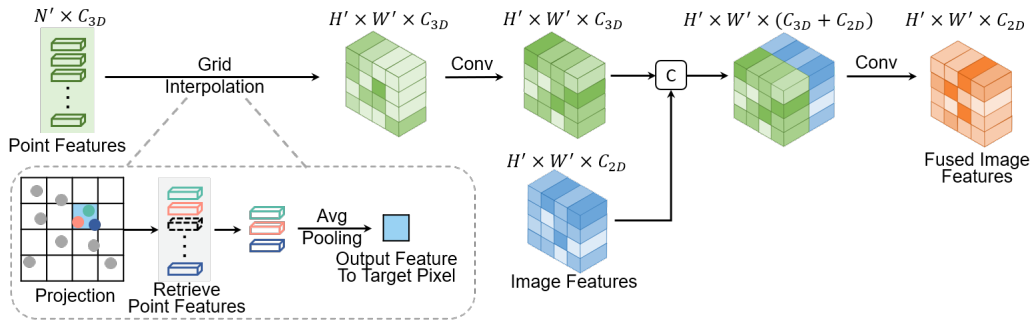 N′ × C3D
H′ × W′ × C3D
H′ × W′ × C3D
H′ × W′ × (C3D + C2D)
H′ × W′ × C2D
Grid
Interpolation
Conv
C
Conv
Point Features
H′ × W′ × C2D
Fused Image
Features
Image Features
Projection
Retrieve
Point Features
Avg
Pooling
Output Feature
To Target Pixel